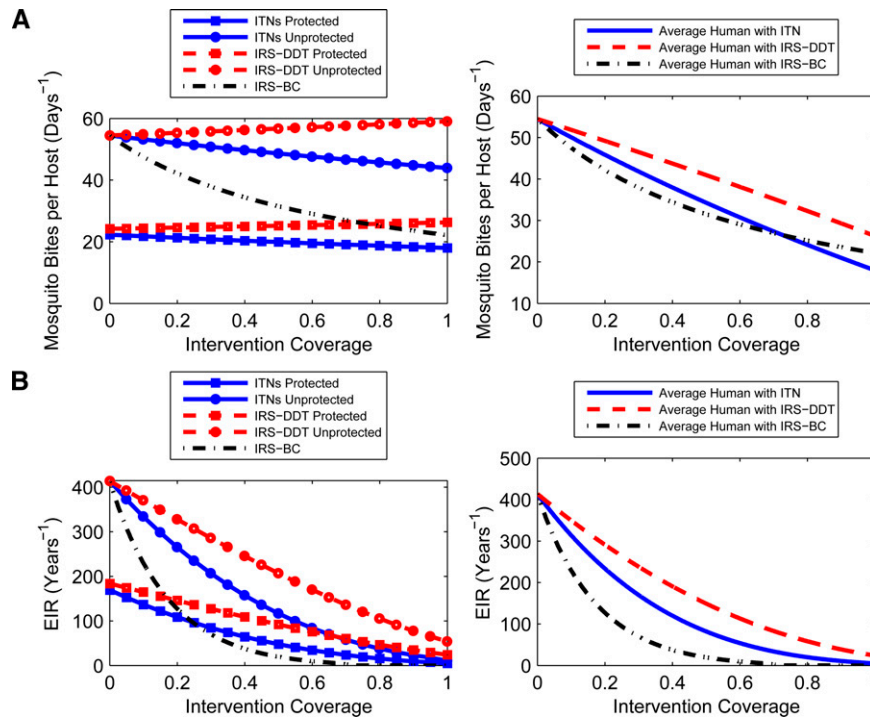 A
ITNs Protected
ITNs Unprotected
IRS-DDT Protected
IRS-DDT Unprotected
IRS-BC
Mosquito Bites per Host (Days⁻¹)
60
40
20
0
0 0.2 0.4 0.6 0.8 1
Intervention Coverage
Average Human with ITN
Average Human with IRS-DDT
Average Human with IRS-BC
Mosquito Bites per Host (Days⁻¹)
60
50
40
30
20
10
0 0.2 0.4 0.6 0.8
Intervention Coverage
B
ITNs Protected
ITNs Unprotected
IRS-DDT Protected
IRS-DDT Unprotected
IRS-BC
EIR (Years⁻¹)
400
300
200
100
0
0 0.2 0.4 0.6 0.8 1
Intervention Coverage
Average Human with ITN
Average Human with IRS-DDT
Average Human with IRS-BC
EIR (Years⁻¹)
500
400
300
200
100
0
0 0.2 0.4 0.6 0.8
Intervention Coverage